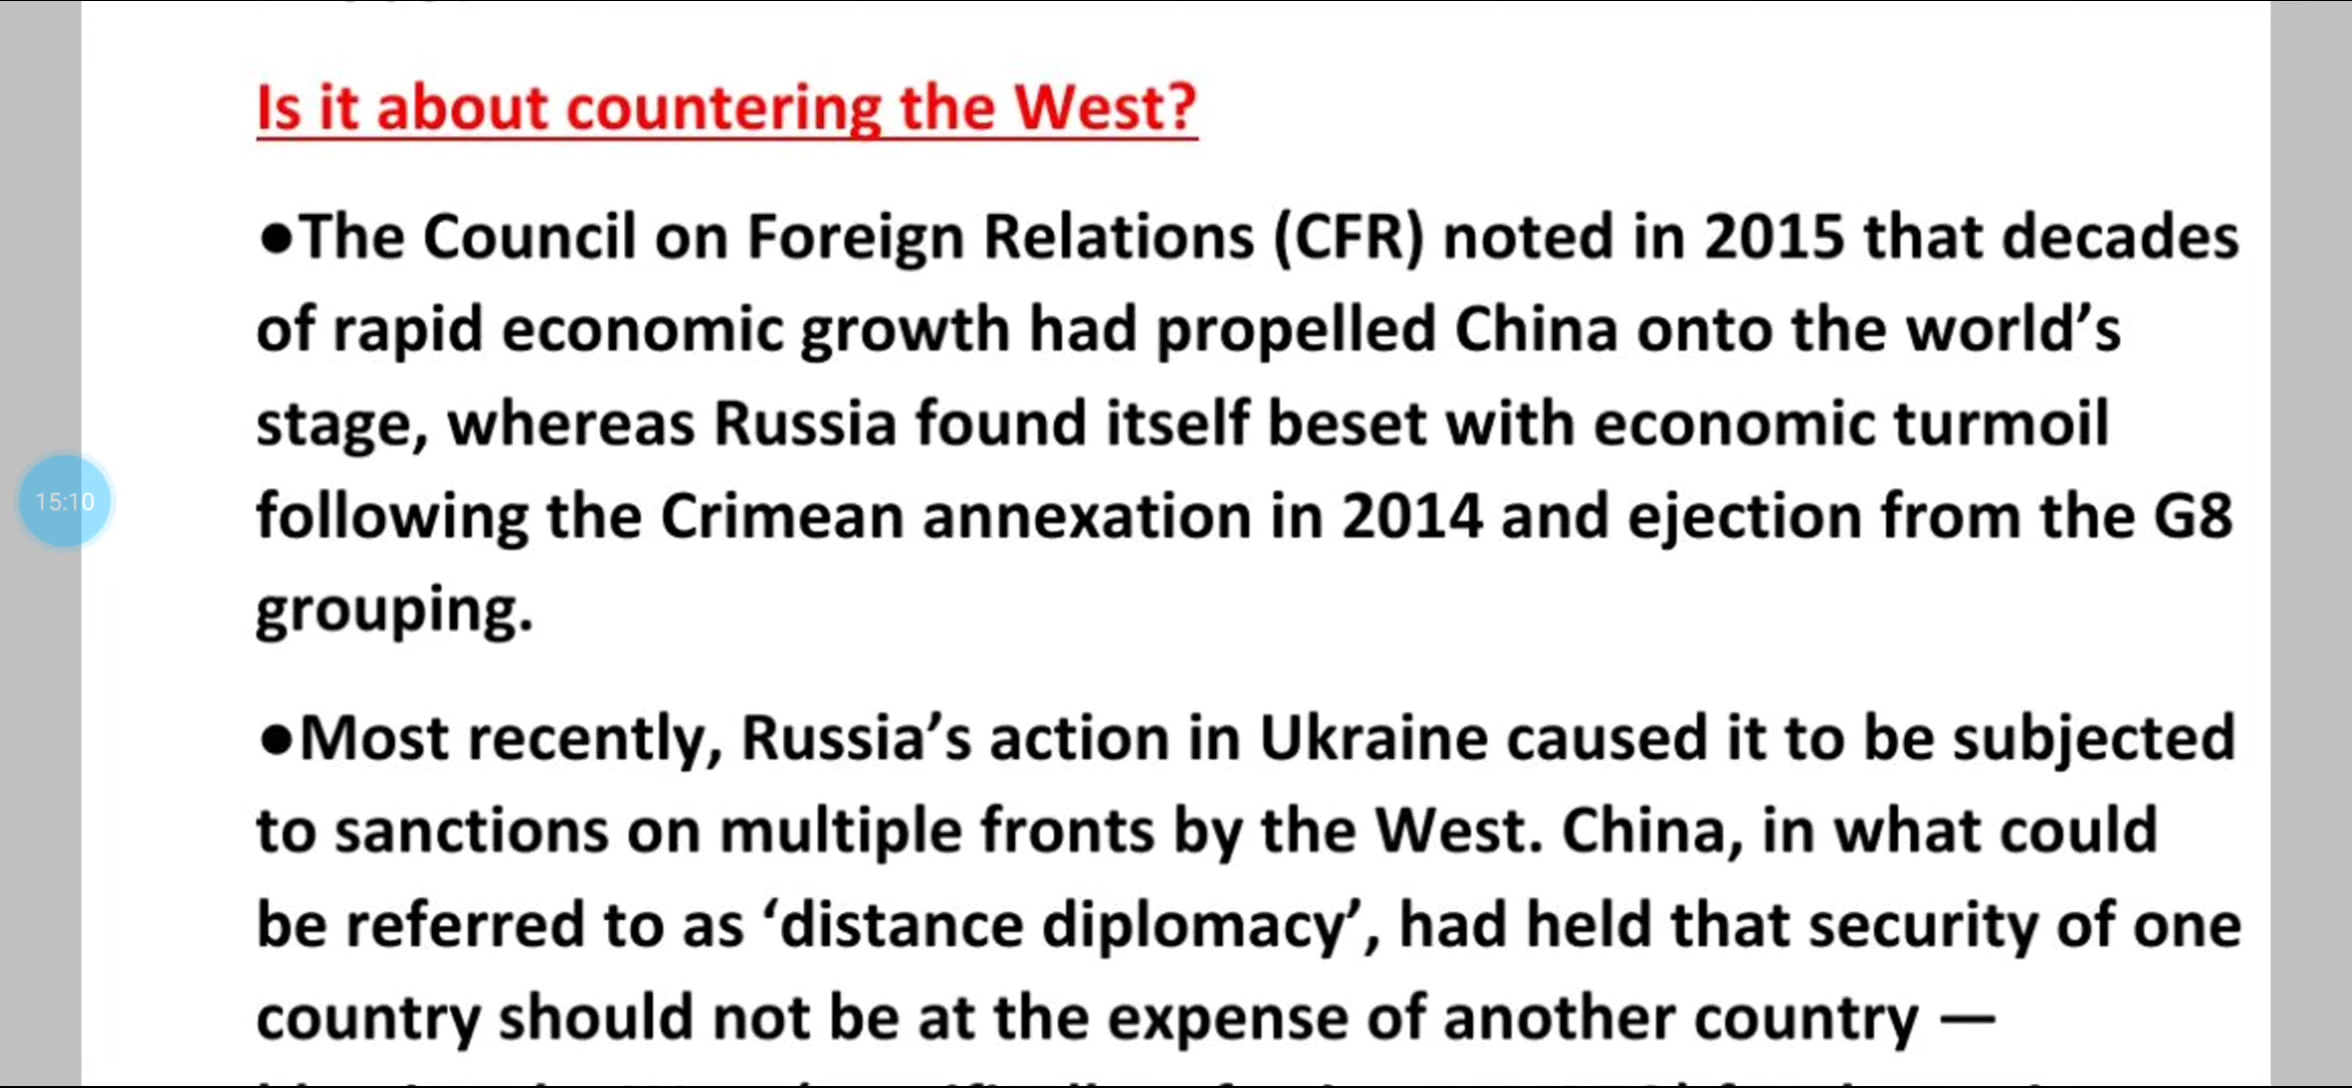 Is it about countering the West?
●The Council on Foreign Relations (CFR) noted in 2015 that decades
of rapid economic growth had propelled China onto the world’s
stage, whereas Russia found itself beset with economic turmoil
following the Crimean annexation in 2014 and ejection from the G8
grouping.
15:10
●Most recently, Russia’s action in Ukraine caused it to be subjected
to sanctions on multiple fronts by the West. China, in what could
be referred to as ‘distance diplomacy’, had held that security of one
country should not be at the expense of another country —